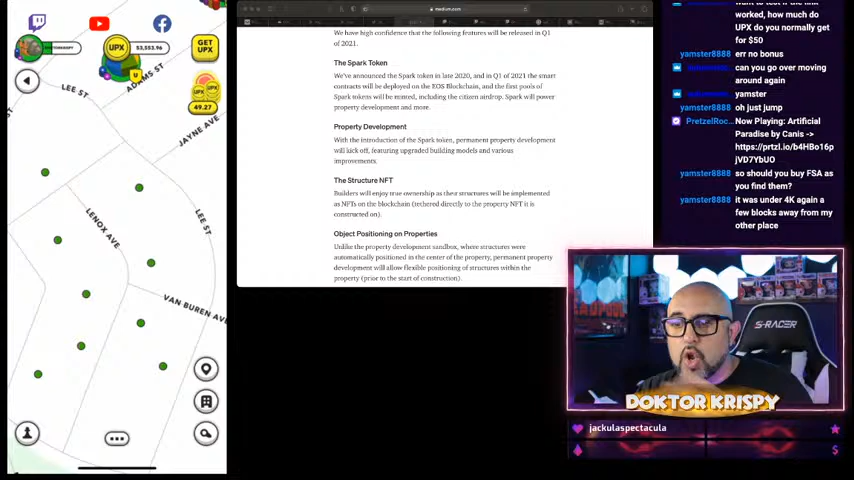 UPX
53,553.96
GET
UPX
U
49.27
LEE ST
ADAMS ST
JAYNE AVE
LENOX AVE
LEE ST
VAN BUREN AVE
medium.com
We have high confidence that the following features will be released in Q1
of 2021.
The Spark Token
We've announced the Spark token in late 2020, and in Q1 of 2021 the smart
contracts will be deployed on the EOS Blockchain, and the first pools of
Spark tokens will be minted, including the citizen airdrop. Spark will power
property development and more.
Property Development
With the introduction of the Spark token, permanent property development
will kick off, featuring upgraded building models and various
improvements.
The Structure NFT
Builders will enjoy true ownership as their structures will be implemented
as NFTs on the blockchain (tethered directly to the property NFT it is
constructed on).
Object Positioning on Properties
Unlike the property development sandbox, where structures were
automatically positioned in the center of the property, permanent property
development will allow flexible positioning of structures within the
property (prior to the start of construction).
worked, how much do
UPX do you normally get
for $50
yamster8888 err no bonus
can you go over moving
around again
yamster
yamster8888 oh just jump
PretzelRoc... Now Playing: Artificial
Paradise by Canis ->
https://prtzl.io/b4HBo16p
jVD7YbUO
yamster8888 so should you buy FSA as
you find them?
yamster8888 it was under 4K again a
few blocks away from my
other place
S-RACER
DOKTOR KRISPY
jackulaspectacula